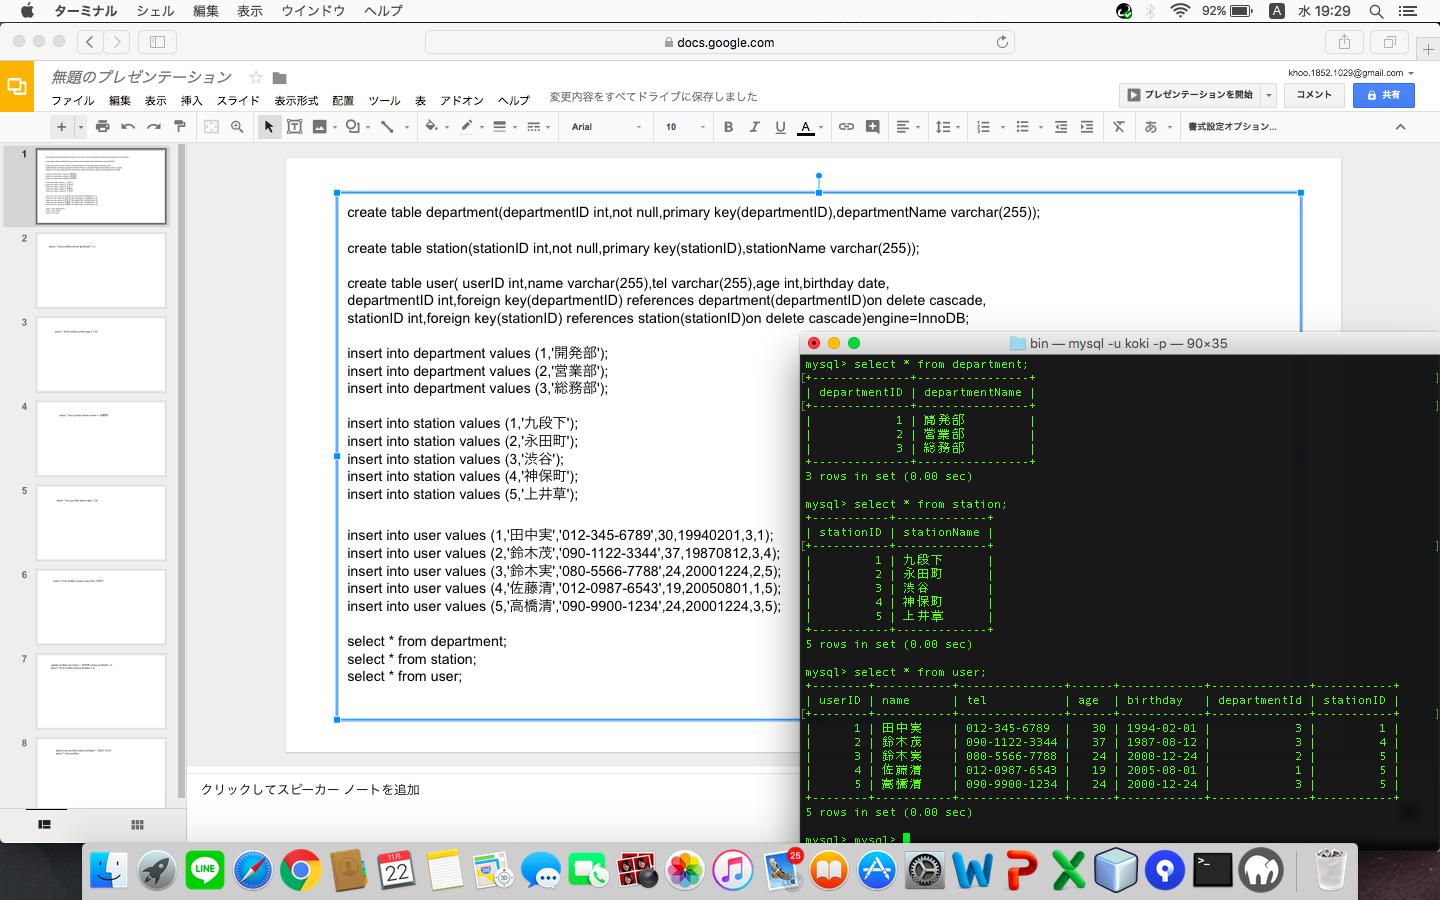 ターミナル シェル 編集 表示 ウインドウ ヘルプ 92% A 水 19:29
docs.google.com
無題のプレゼンテーション
khoo.1852.1029@gmail.com
ファイル 編集 表示 挿入 スライド 表示形式 配置 ツール 表 アドオン ヘルプ 変更内容をすべてドライブに保存しました
プレゼンテーションを開始 コメント 共有
Arial 10 B I U A あ 書式設定オプション...
1
2
3
4
5
6
7
8
create table department(departmentID int,not null,primary key(departmentID),departmentName varchar(255));
create table station(stationID int,not null,primary key(stationID),stationName varchar(255));
create table user( userID int,name varchar(255),tel varchar(255),age int,birthday date,
departmentID int,foreign key(departmentID) references department(departmentID)on delete cascade,
stationID int,foreign key(stationID) references station(stationID)on delete cascade)engine=InnoDB;
insert into department values (1,'開発部');
insert into department values (2,'営業部');
insert into department values (3,'総務部');
insert into station values (1,'九段下');
insert into station values (2,'永田町');
insert into station values (3,'渋谷');
insert into station values (4,'神保町');
insert into station values (5,'上井草');
insert into user values (1,'田中実','012-345-6789',30,19940201,3,1);
insert into user values (2,'鈴木茂','090-1122-3344',37,19870812,3,4);
insert into user values (3,'鈴木実','080-5566-7788',24,20001224,2,5);
insert into user values (4,'佐藤清','012-0987-6543',19,20050801,1,5);
insert into user values (5,'高橋清','090-9900-1234',24,20001224,3,5);
select * from department;
select * from station;
select * from user;
クリックしてスピーカー ノートを追加
bin — mysql -u koki -p — 90×35
mysql> select * from department;
+--------------+----------------+
| departmentID | departmentName |
+--------------+----------------+
| 1 | 開発部 |
| 2 | 営業部 |
| 3 | 総務部 |
+--------------+----------------+
3 rows in set (0.00 sec)
mysql> select * from station;
+-----------+-------------+
| stationID | stationName |
+-----------+-------------+
| 1 | 九段下 |
| 2 | 永田町 |
| 3 | 渋谷 |
| 4 | 神保町 |
| 5 | 上井草 |
+-----------+-------------+
5 rows in set (0.00 sec)
mysql> select * from user;
+--------+-----------+---------------+------+------------+--------------+-----------+
| userID | name | tel | age | birthday | departmentId | stationID |
+--------+-----------+---------------+------+------------+--------------+-----------+
| 1 | 田中実 | 012-345-6789 | 30 | 1994-02-01 | 3 | 1 |
| 2 | 鈴木茂 | 090-1122-3344 | 37 | 1987-08-12 | 3 | 4 |
| 3 | 鈴木実 | 080-5566-7788 | 24 | 2000-12-24 | 2 | 5 |
| 4 | 佐藤清 | 012-0987-6543 | 19 | 2005-08-01 | 1 | 5 |
| 5 | 高橋清 | 090-9900-1234 | 24 | 2000-12-24 | 3 | 5 |
+--------+-----------+---------------+------+------------+--------------+-----------+
5 rows in set (0.00 sec)
mysql> mysql>
LINE
11月
22
3D
25
>_